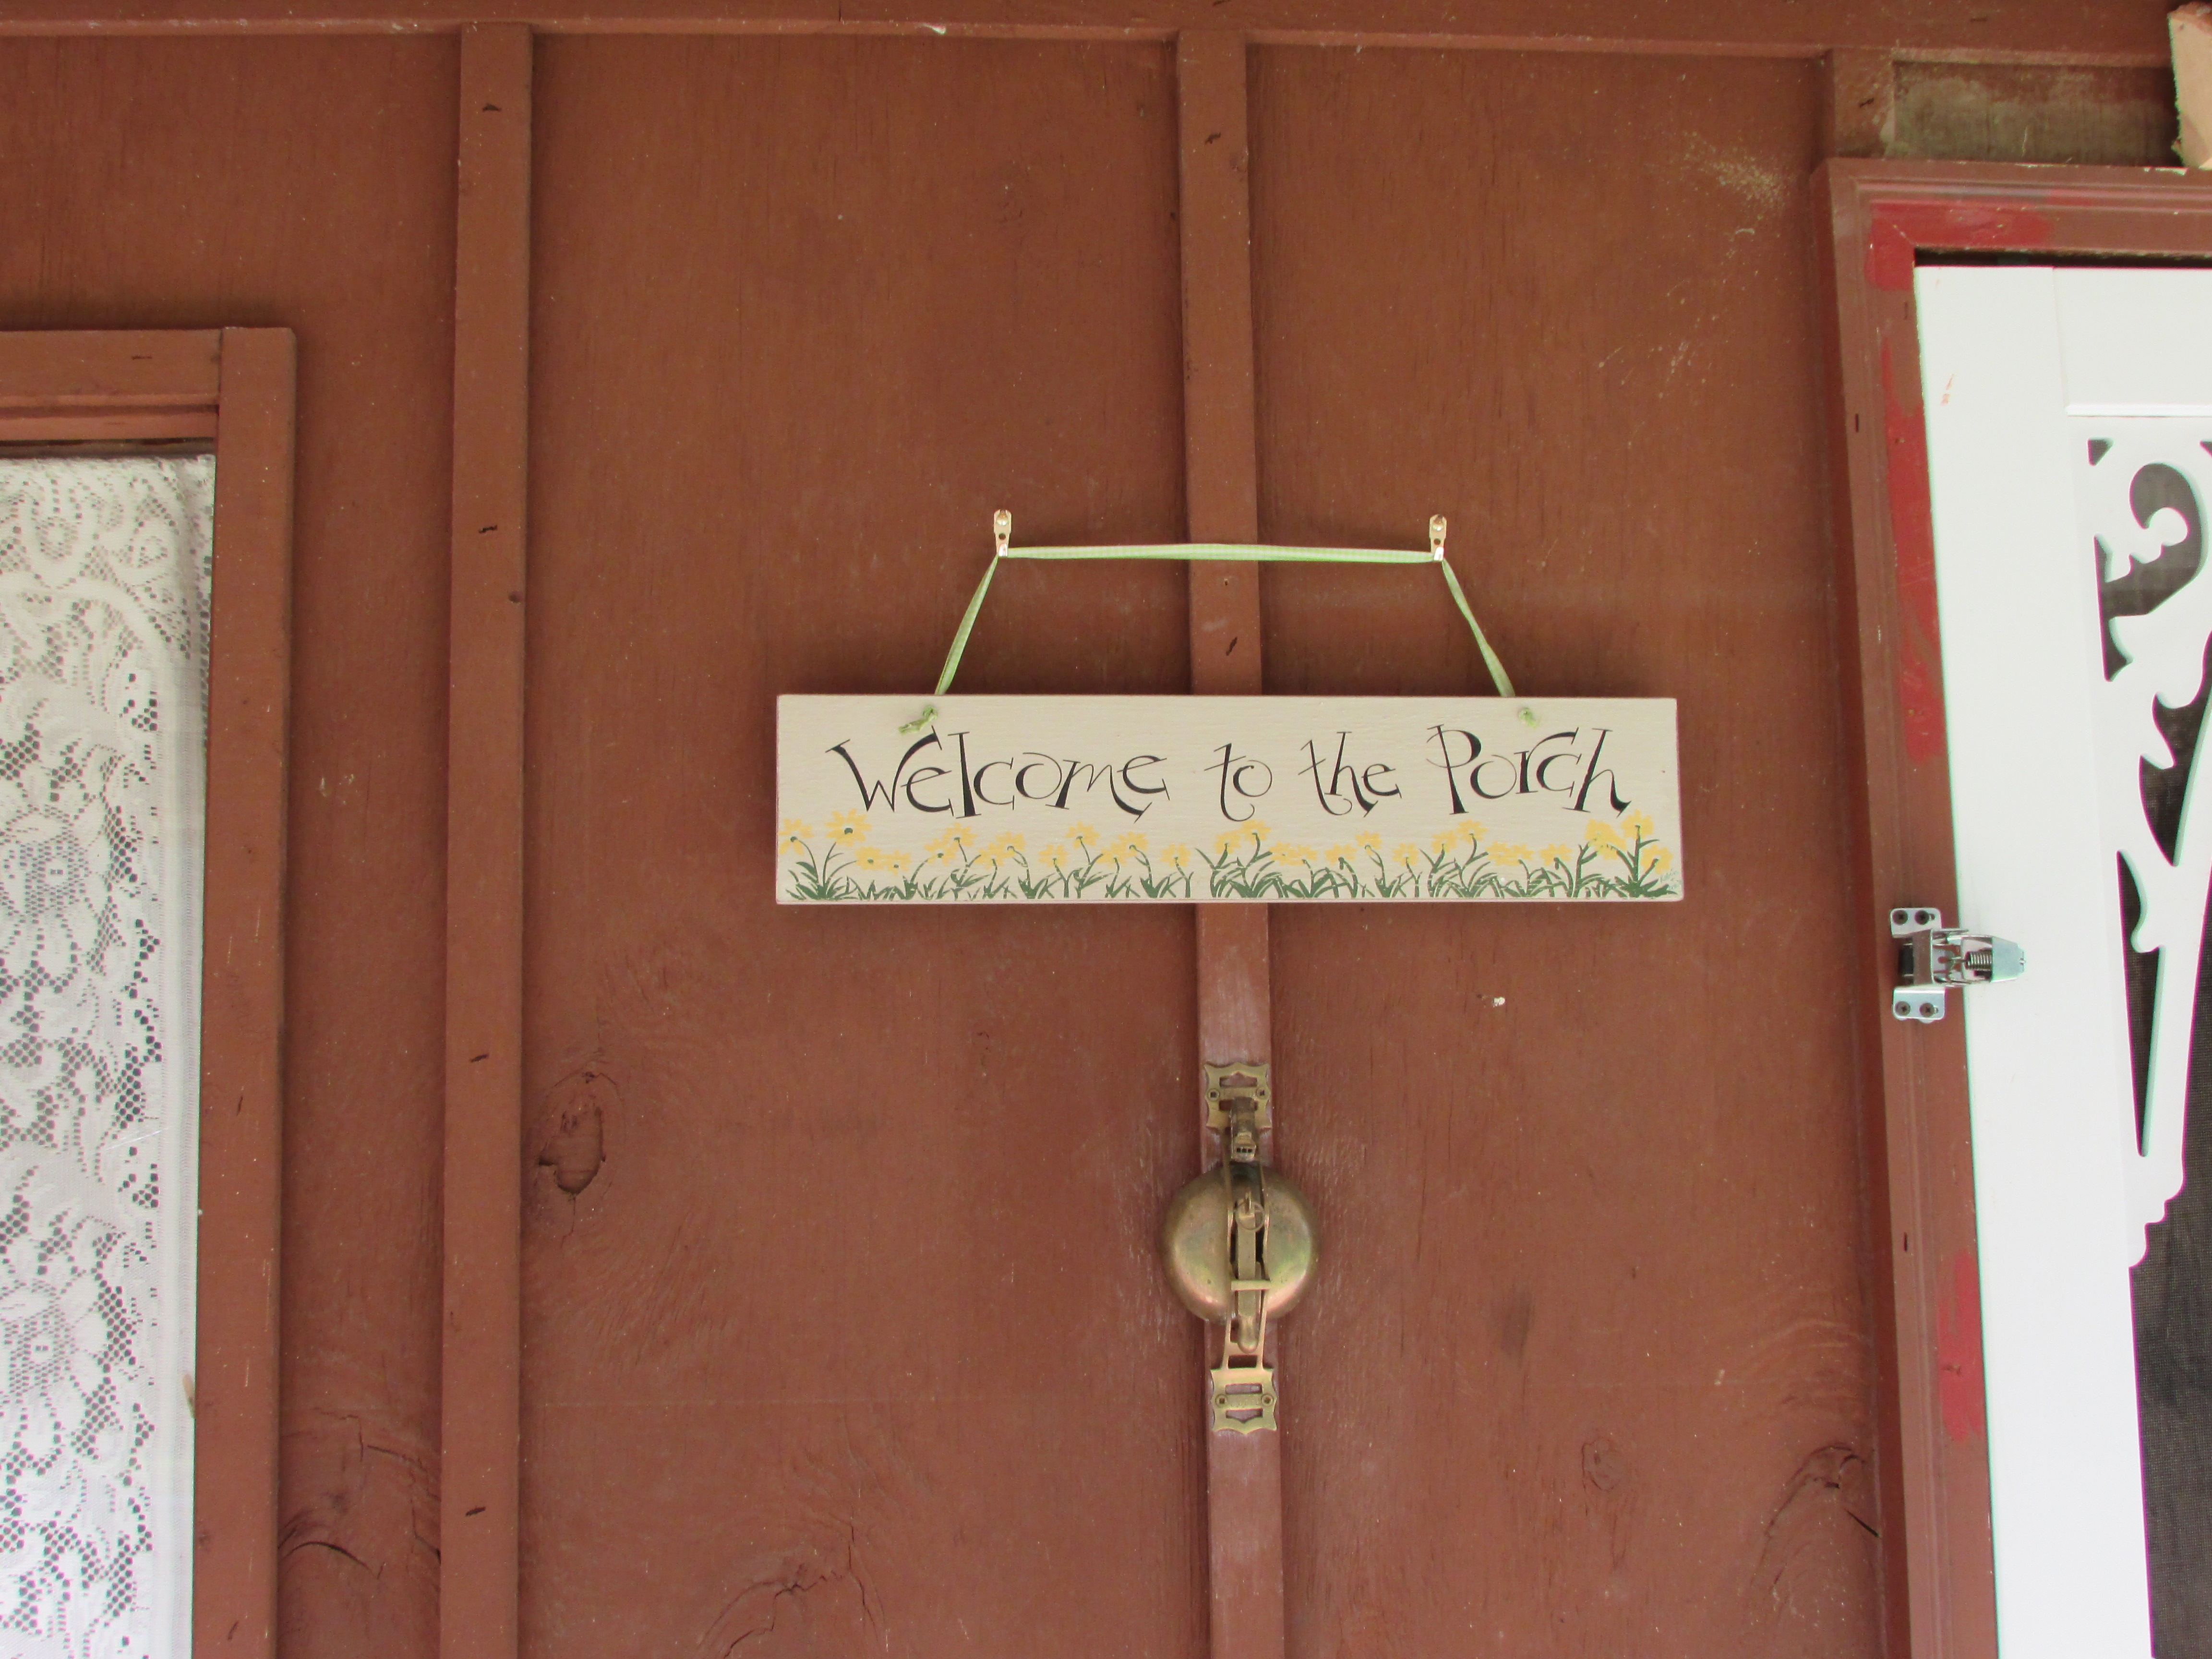 Welcome to the Porch